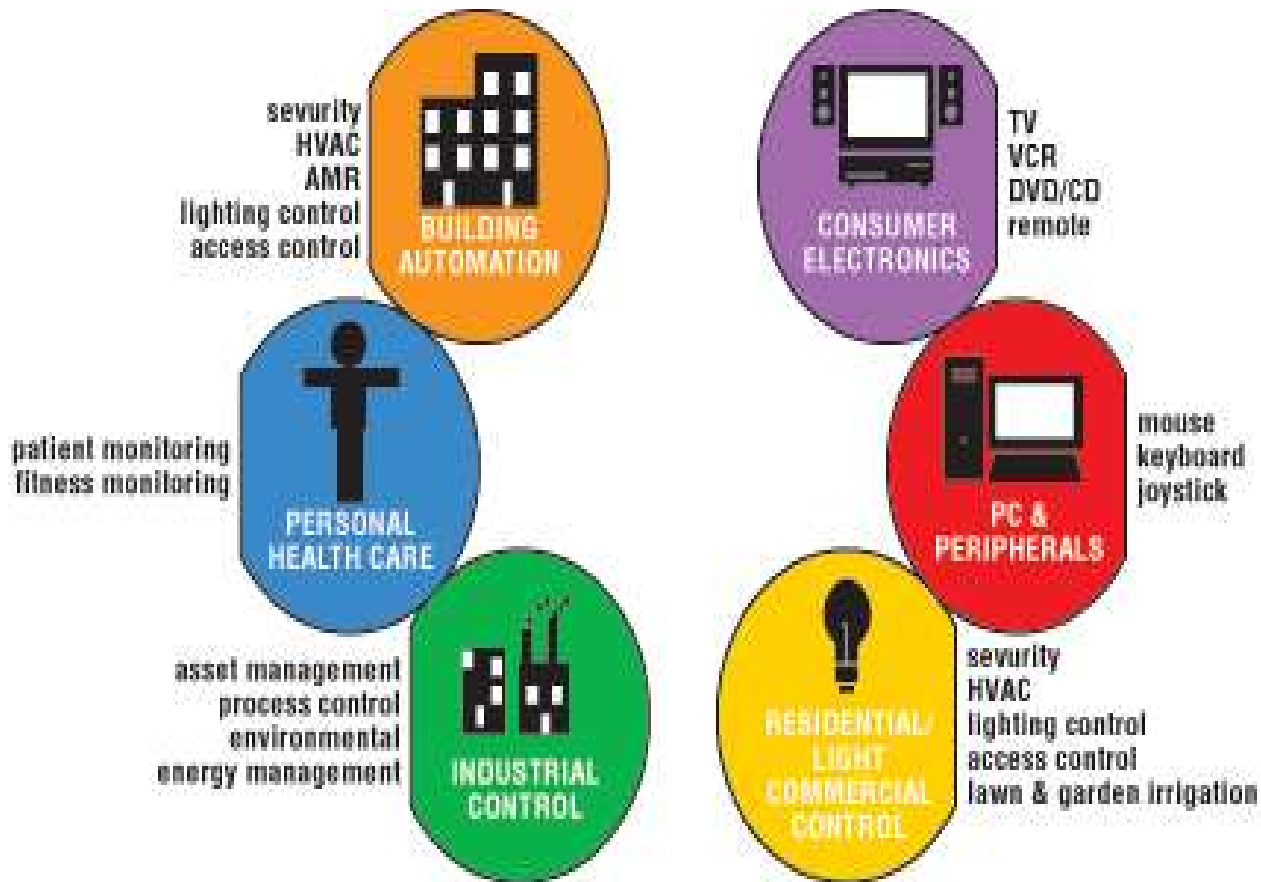 sevurity
HVAC
AMR
lighting control
access control
BUILDING
AUTOMATION
TV
VCR
DVD/CD
remote
CONSUMER
ELECTRONICS
patient monitoring
fitness monitoring
PERSONAL
HEALTH CARE
mouse
keyboard
joystick
PC &
PERIPHERALS
asset management
process control
environmental
energy management
INDUSTRIAL
CONTROL
sevurity
HVAC
lighting control
access control
lawn & garden irrigation
RESIDENTIAL/
LIGHT
COMMERCIAL
CONTROL